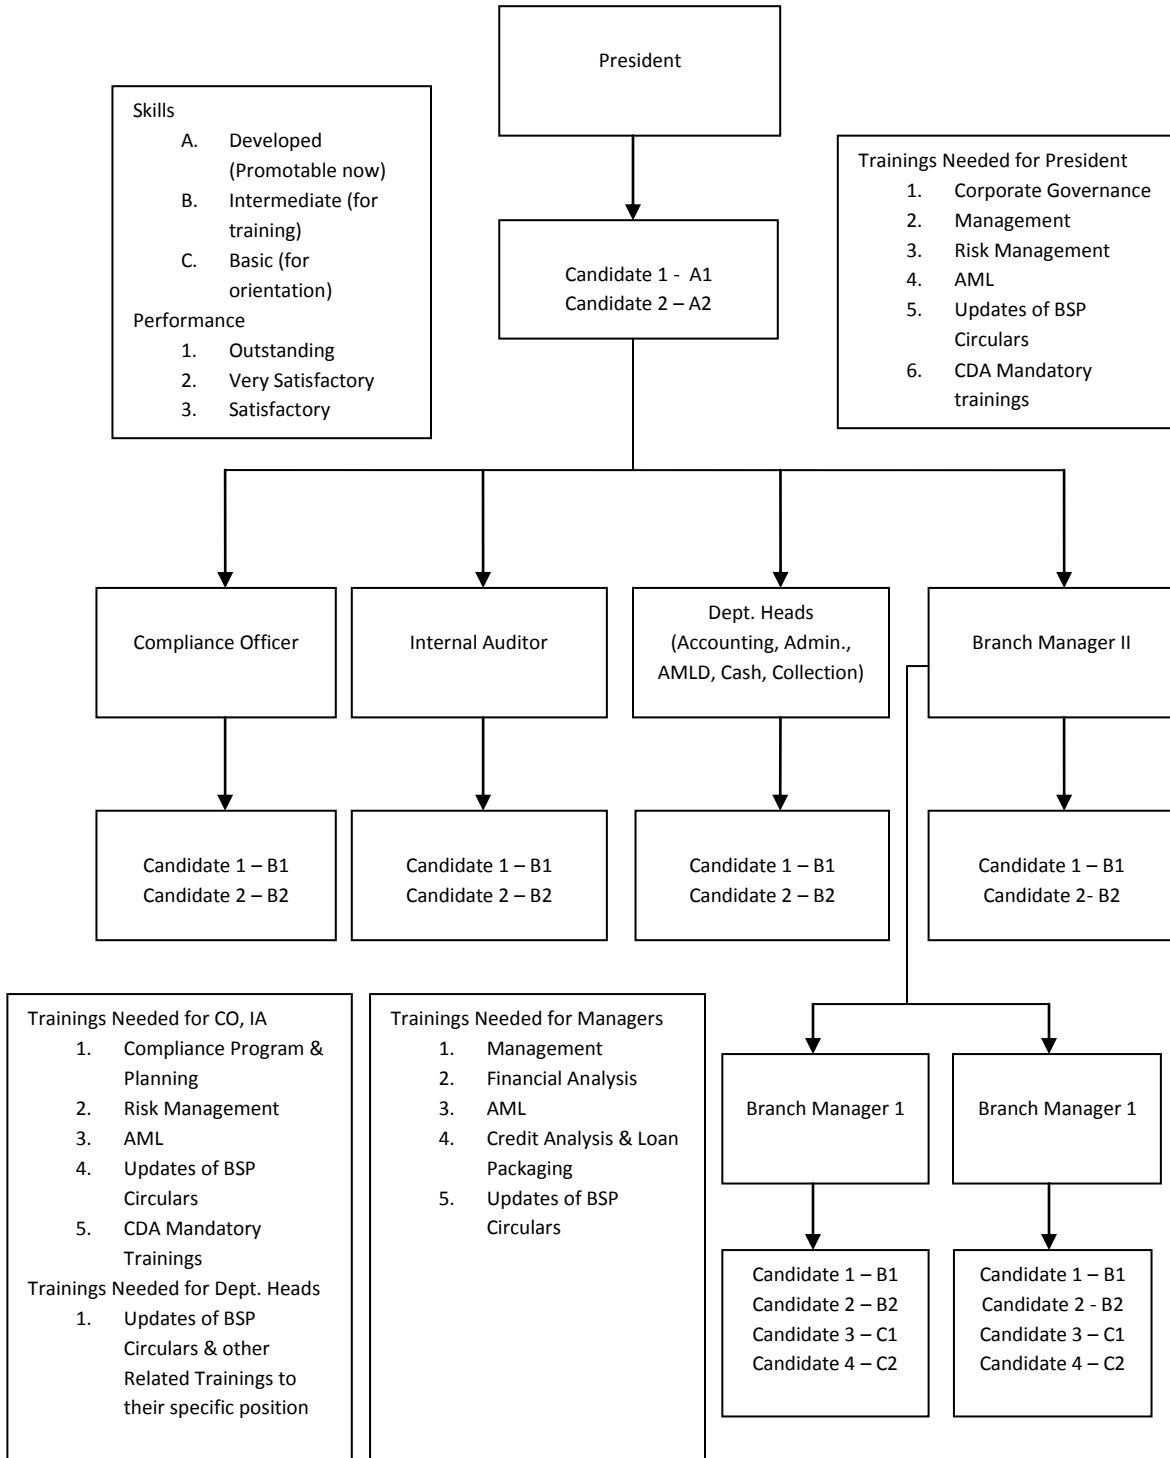 President
Skills
A. Developed
(Promotable now)
B. Intermediate (for
training)
C. Basic (for
orientation)
Performance
1. Outstanding
2. Very Satisfactory
3. Satisfactory
Trainings Needed for President
1. Corporate Governance
2. Management
3. Risk Management
4. AML
5. Updates of BSP
Circulars
6. CDA Mandatory
trainings
Candidate 1 - A1
Candidate 2 – A2
Compliance Officer
Internal Auditor
Dept. Heads
(Accounting, Admin.,
AMLD, Cash, Collection)
Branch Manager II
Candidate 1 – B1
Candidate 2 – B2
Candidate 1 – B1
Candidate 2 – B2
Candidate 1 – B1
Candidate 2 – B2
Candidate 1 – B1
Candidate 2- B2
Trainings Needed for CO, IA
1. Compliance Program &
Planning
2. Risk Management
3. AML
4. Updates of BSP
Circulars
5. CDA Mandatory
Trainings
Trainings Needed for Dept. Heads
1. Updates of BSP
Circulars & other
Related Trainings to
their specific position
Trainings Needed for Managers
1. Management
2. Financial Analysis
3. AML
4. Credit Analysis & Loan
Packaging
5. Updates of BSP
Circulars
Branch Manager 1
Branch Manager 1
Candidate 1 – B1
Candidate 2 – B2
Candidate 3 – C1
Candidate 4 – C2
Candidate 1 – B1
Candidate 2 - B2
Candidate 3 – C1
Candidate 4 – C2